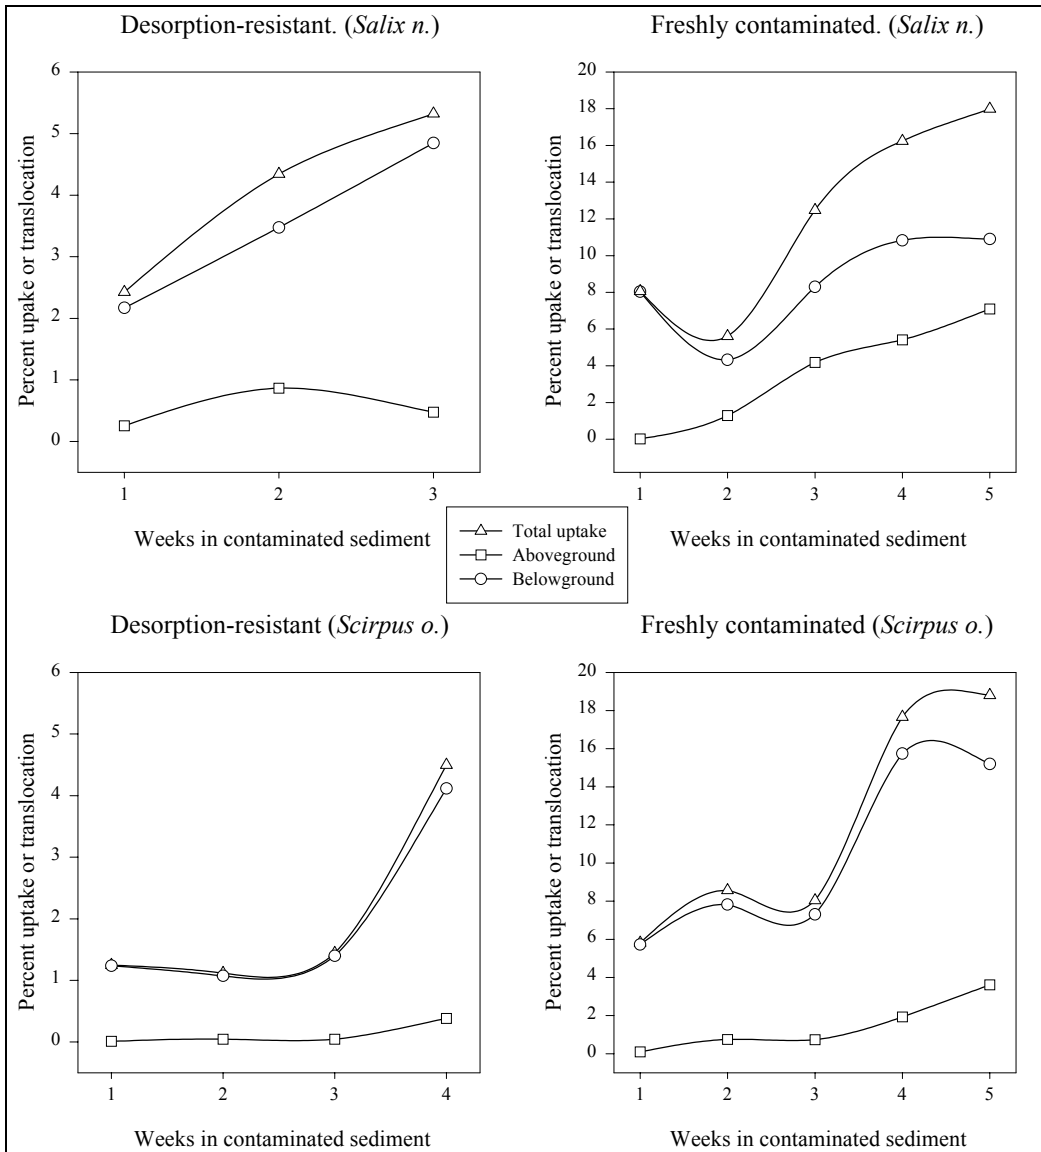 Desorption-resistant. (Salix n.)
Percent upake or translocation
6
5
4
3
2
1
0
1 2 3
Weeks in contaminated sediment
Freshly contaminated. (Salix n.)
Percent uptake or translocation
20
18
16
14
12
10
8
6
4
2
0
1 2 3 4 5
Weeks in contaminated sediment
Total uptake
Aboveground
Belowground
Desorption-resistant (Scirpus o.)
Percent uptake or translocation
6
5
4
3
2
1
0
1 2 3 4
Weeks in contaminated sediment
Freshly contaminated (Scirpus o.)
Percent uptake or translocation
20
18
16
14
12
10
8
6
4
2
0
1 2 3 4 5
Weeks in contaminated sediment